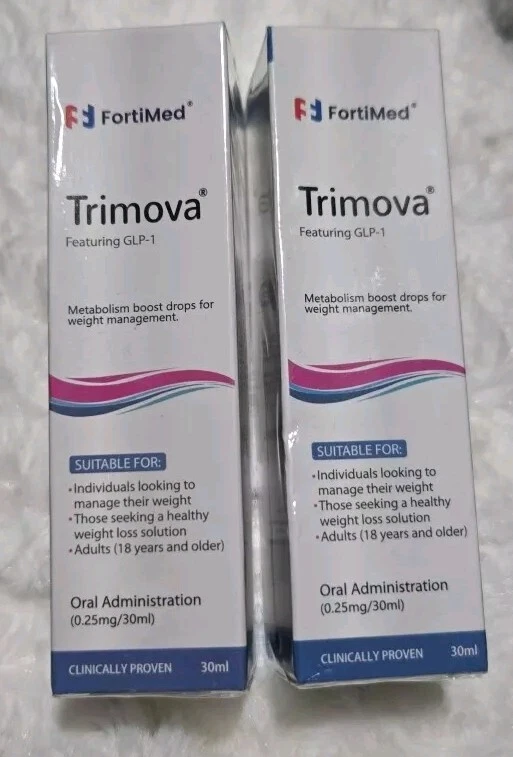 FortiMed®
Trimova®
Featuring GLP-1
Metabolism boost drops for
weight management.
SUITABLE FOR:
•Individuals looking to
manage their weight
•Those seeking a healthy
weight loss solution
•Adults (18 years and older)
Oral Administration
(0.25mg/30ml)
CLINICALLY PROVEN 30ml
FortiMed®
Trimova®
Featuring GLP-1
Metabolism boost drops for
weight management.
SUITABLE FOR:
•Individuals looking to
manage their weight
•Those seeking a healthy
weight loss solution
•Adults (18 years and older)
Oral Administration
(0.25mg/30ml)
CLINICALLY PROVEN 30ml